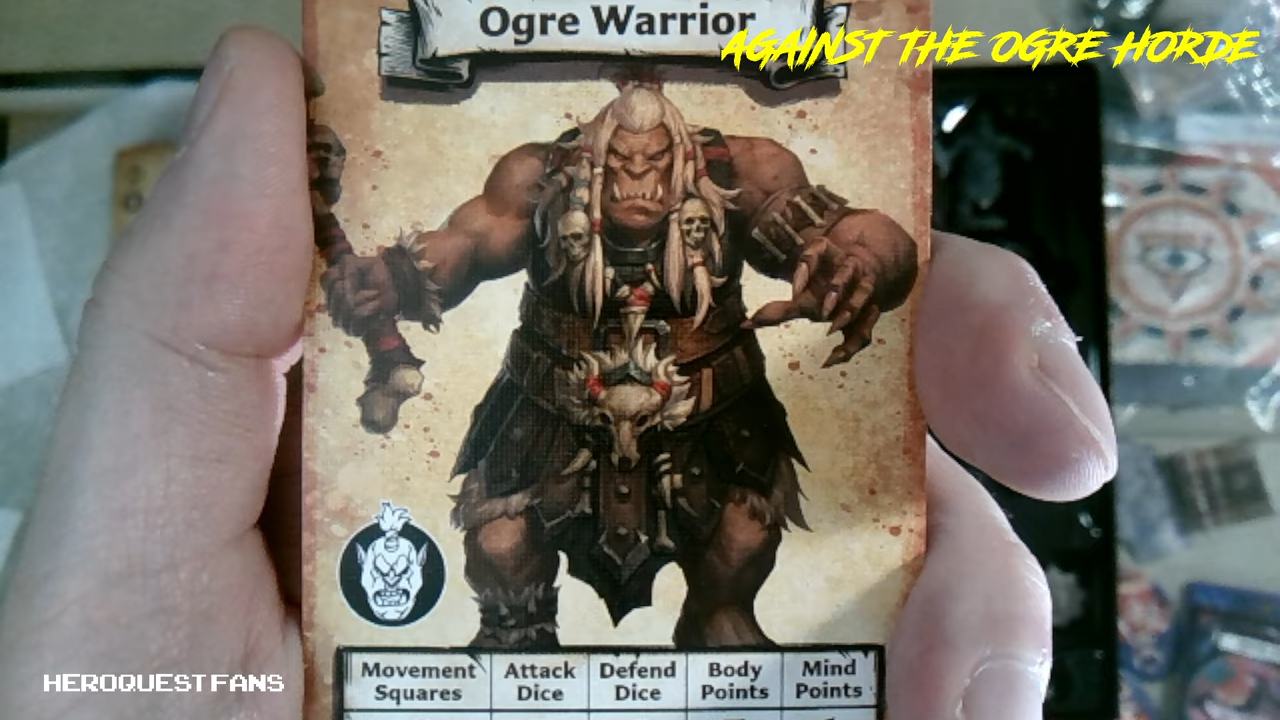 Ogre Warrior
AGAINST THE OGRE HORDE
Movement Squares
Attack Dice
Defend Dice
Body Points
Mind Points
HEROQUEST FANS